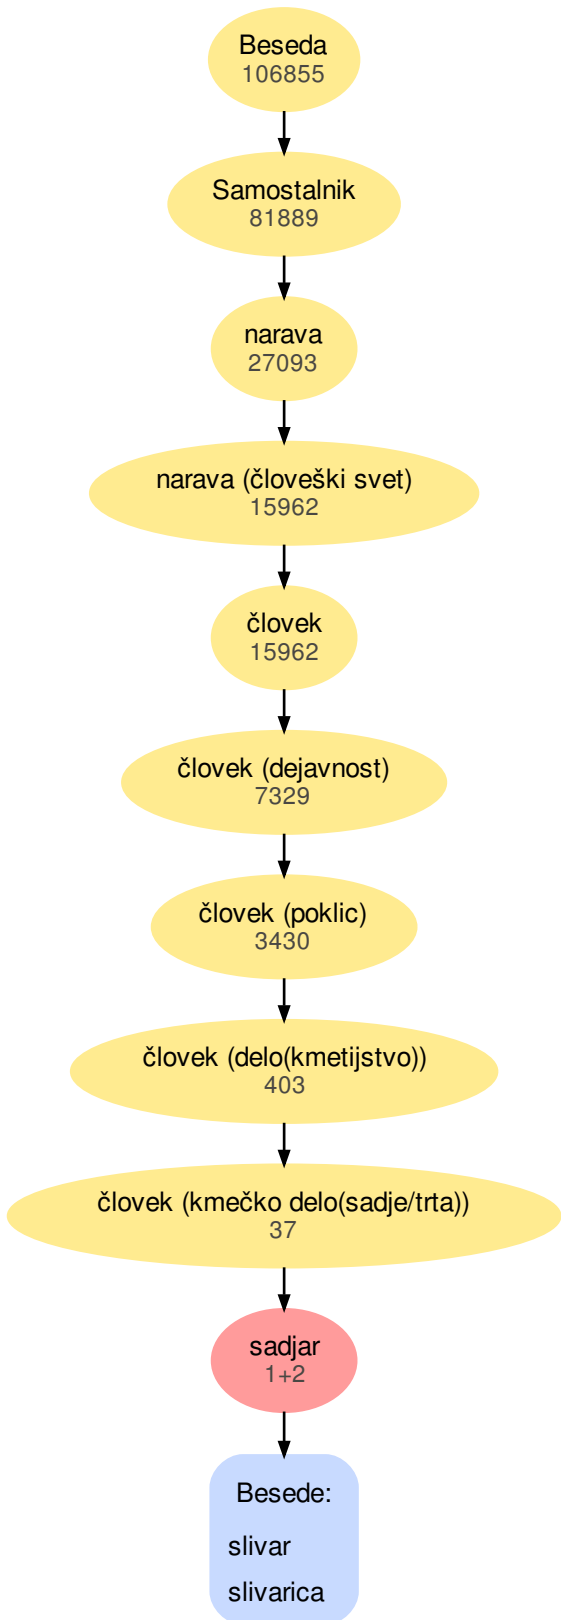 Beseda
106855
Samostalnik
81889
narava
27093
narava (človeški svet)
15962
človek
15962
človek (dejavnost)
7329
človek (poklic)
3430
človek (delo(kmetijstvo))
403
človek (kmečko delo(sadje/trta))
37
sadjar
1+2
Besede:
slivar
slivarica